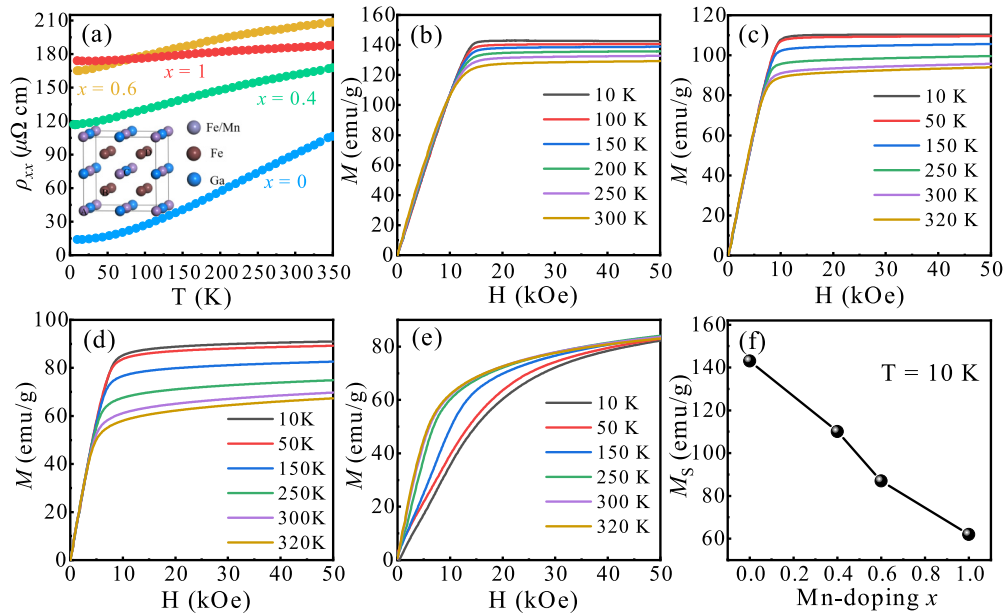 (a)
210
180
150
120
90
60
30
0
ρxx (μΩ cm)
x = 1
x = 0.6
x = 0.4
x = 0
Fe/Mn
Fe
Ga
0 50 100 150 200 250 300 350
T (K)
(b)
160
140
120
100
80
60
40
20
0
M (emu/g)
10 K
100 K
150 K
200 K
250 K
300 K
0 10 20 30 40 50
H (kOe)
(c)
120
100
80
60
40
20
0
M (emu/g)
10 K
50 K
150 K
250 K
300 K
320 K
0 10 20 30 40 50
H (kOe)
(d)
100
80
60
40
20
0
M (emu/g)
10K
50K
150K
250K
300K
320K
0 10 20 30 40 50
H (kOe)
(e)
80
60
40
20
0
M (emu/g)
10 K
50 K
150 K
250 K
300 K
320 K
0 10 20 30 40 50
H (kOe)
(f)
160
140
120
100
80
60
MS (emu/g)
T = 10 K
0.0 0.2 0.4 0.6 0.8 1.0
Mn-doping x